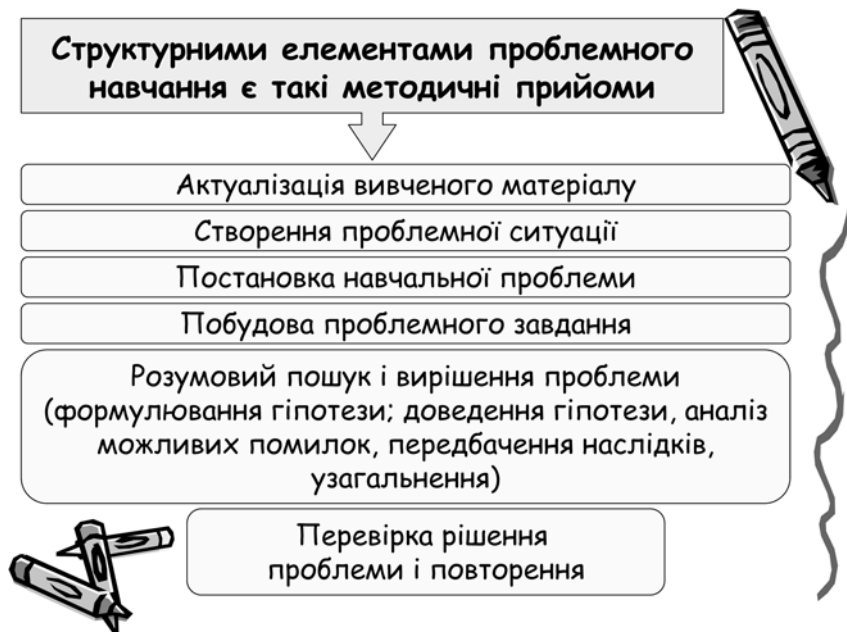 Структурними елементами проблемного
навчання є такі методичні прийоми
Актуалізація вивченого матеріалу
Створення проблемної ситуації
Постановка навчальної проблеми
Побудова проблемного завдання
Розумовий пошук і вирішення проблеми
(формулювання гіпотези; доведення гіпотези, аналіз
можливих помилок, передбачення наслідків,
узагальнення)
Перевірка рішення
проблеми і повторення